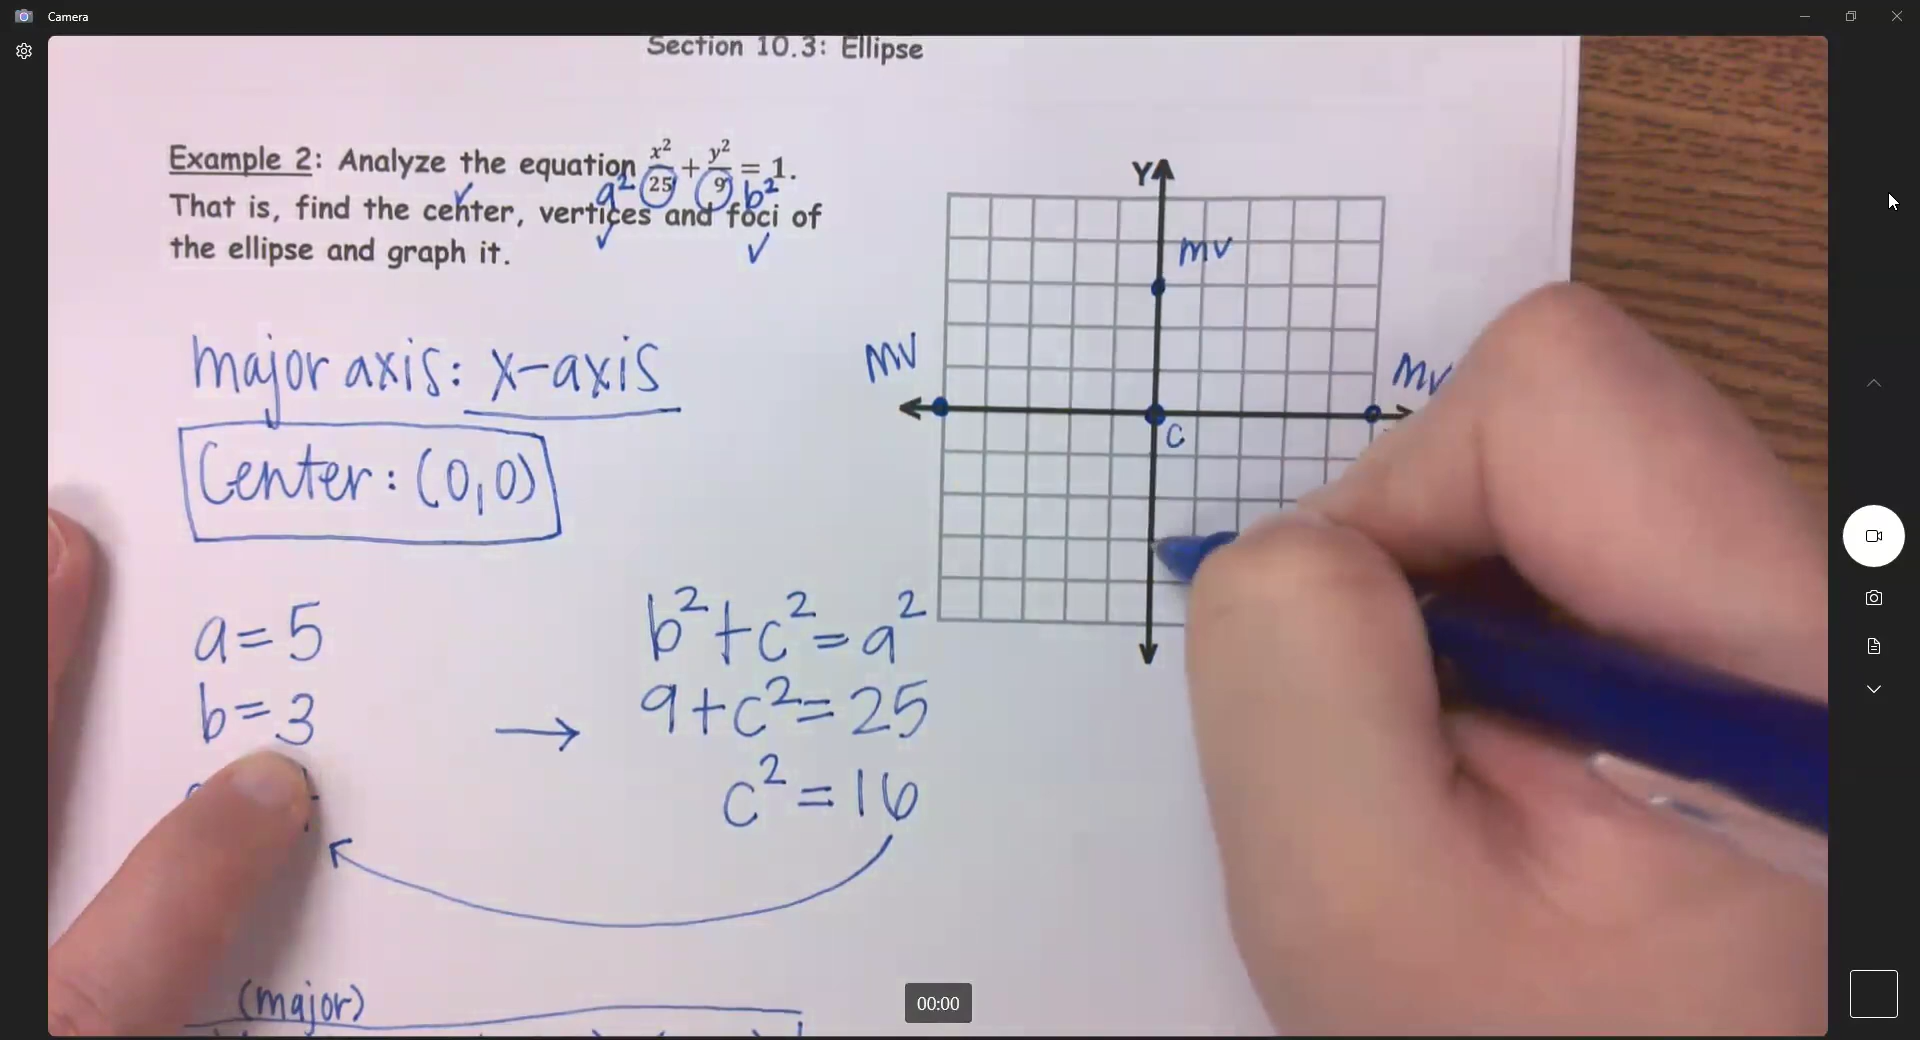 Camera
Section 10.3: Ellipse
Example 2: Analyze the equation x²/25 + y²/9 = 1.
a² b²
That is, find the center, vertices and foci of
the ellipse and graph it.
major axis: x-axis
Center: (0,0)
a = 5
b = 3
b² + c² = a²
9 + c² = 25
c² = 16
(major)
Y
mv
MV
MV
C
00:00